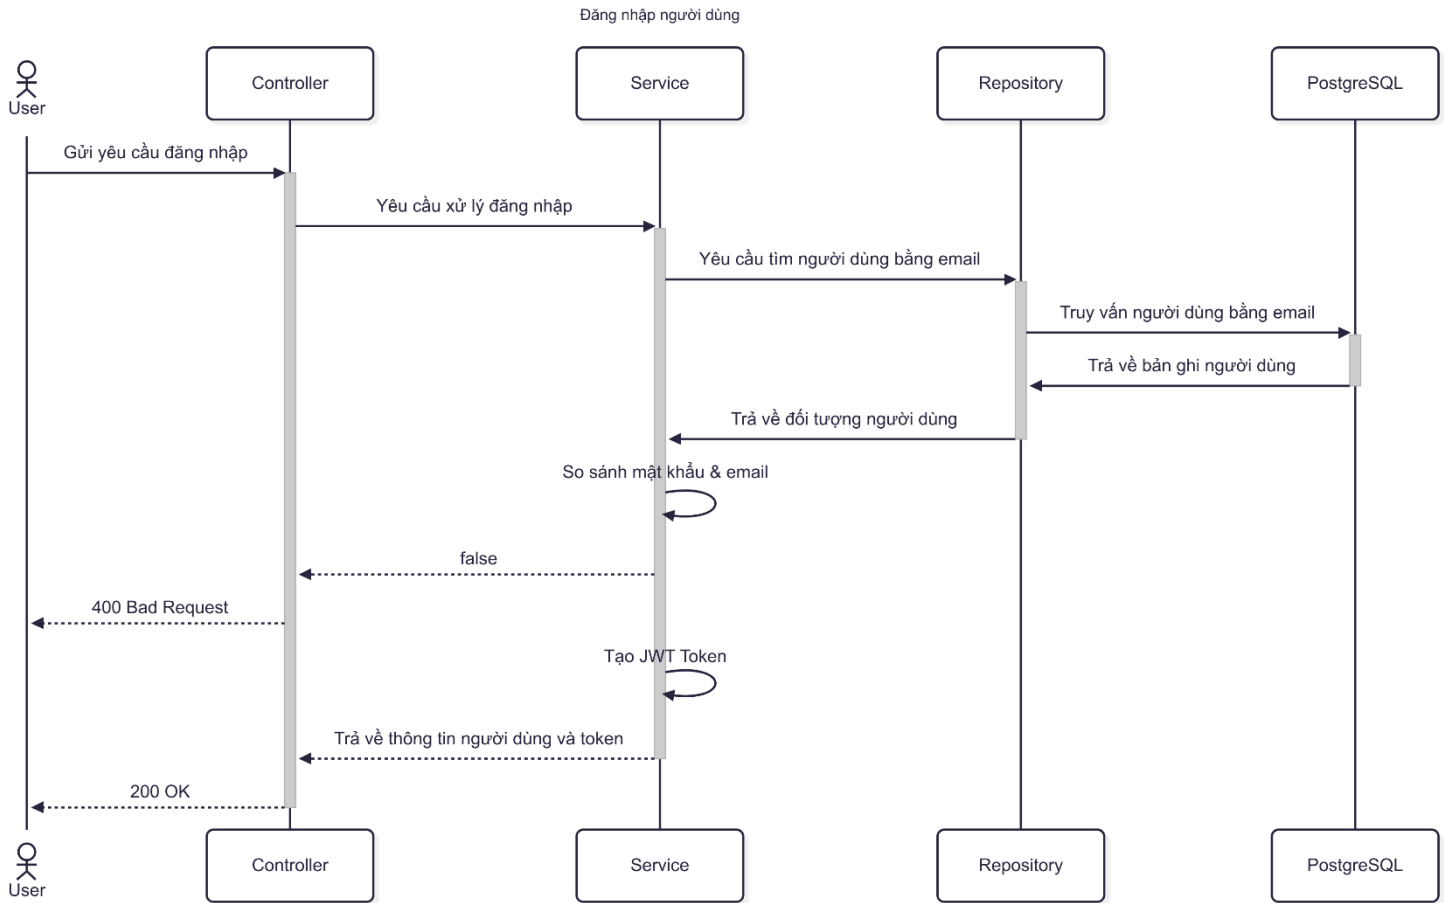 Đăng nhập người dùng
User
Controller
Service
Repository
PostgreSQL
Gửi yêu cầu đăng nhập
Yêu cầu xử lý đăng nhập
Yêu cầu tìm người dùng bằng email
Truy vấn người dùng bằng email
Trả về bản ghi người dùng
Trả về đối tượng người dùng
So sánh mật khẩu & email
false
400 Bad Request
Tạo JWT Token
Trả về thông tin người dùng và token
200 OK
User
Controller
Service
Repository
PostgreSQL